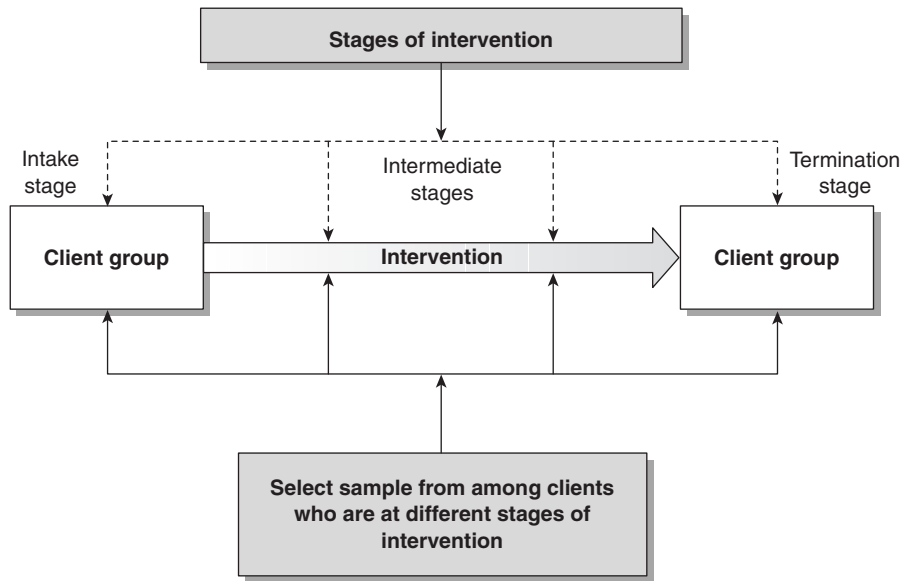 Stages of intervention
Intake
stage
Intermediate
stages
Termination
stage
Client group
Intervention
Client group
Select sample from among clients
who are at different stages of
intervention